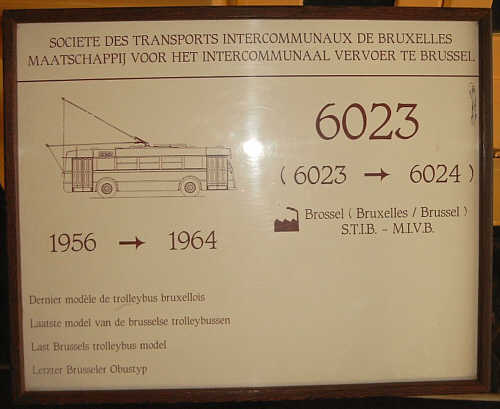 SOCIETE DES TRANSPORTS INTERCOMMUNAUX DE BRUXELLES
MAATSCHAPPIJ VOOR HET INTERCOMMUNAAL VERVOER TE BRUSSEL
6023
( 6023 → 6024 )
Brossel ( Bruxelles / Brussel )
S.T.I.B. - M.I.V.B.
1956 → 1964
Dernier modèle de trolleybus bruxellois
Laatste model van de brusselse trolleybussen
Last Brussels trolleybus model
Letzter Brüsseler Obustyp